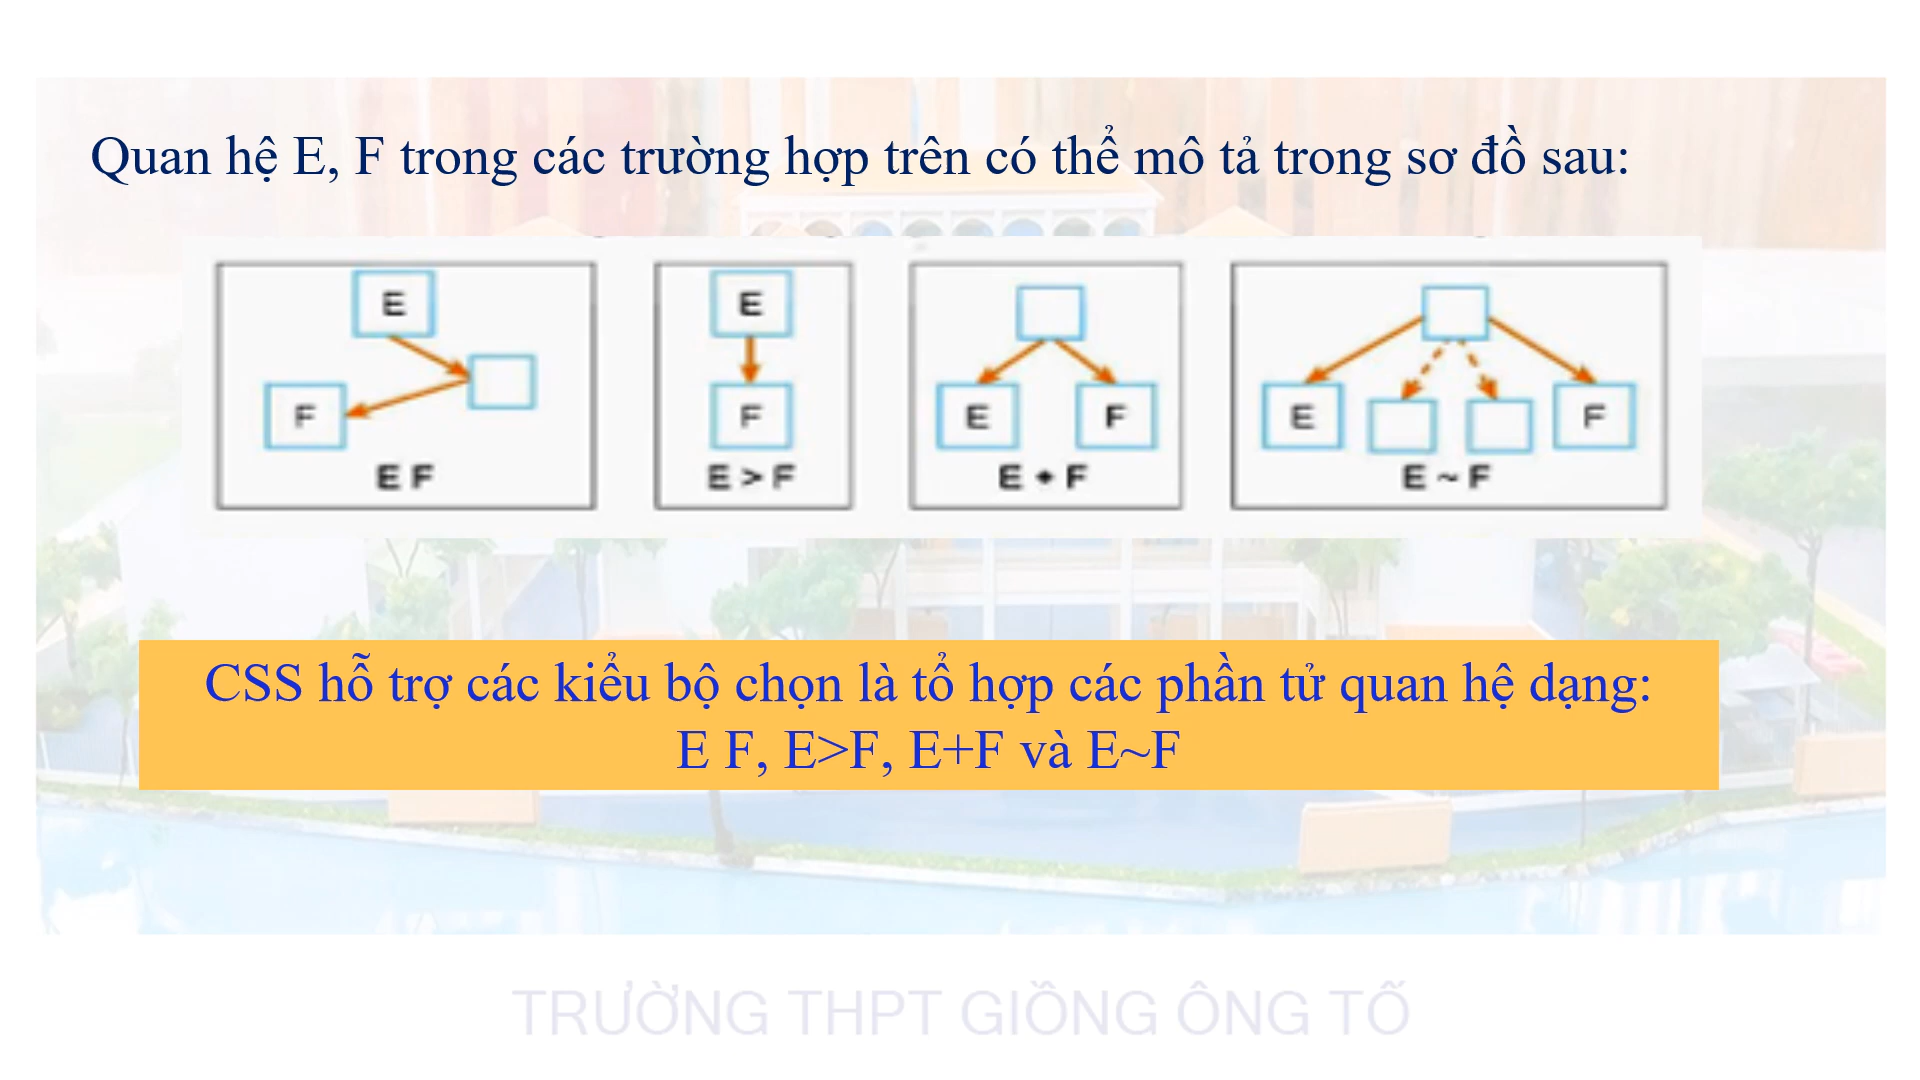 Quan hệ E, F trong các trường hợp trên có thể mô tả trong sơ đồ sau:
E
F
E F
E
F
E > F
E
F
E + F
E
F
E ~ F
CSS hỗ trợ các kiểu bộ chọn là tổ hợp các phần tử quan hệ dạng:
E F, E>F, E+F và E~F
TRƯỜNG THPT GIỒNG ÔNG TỐ